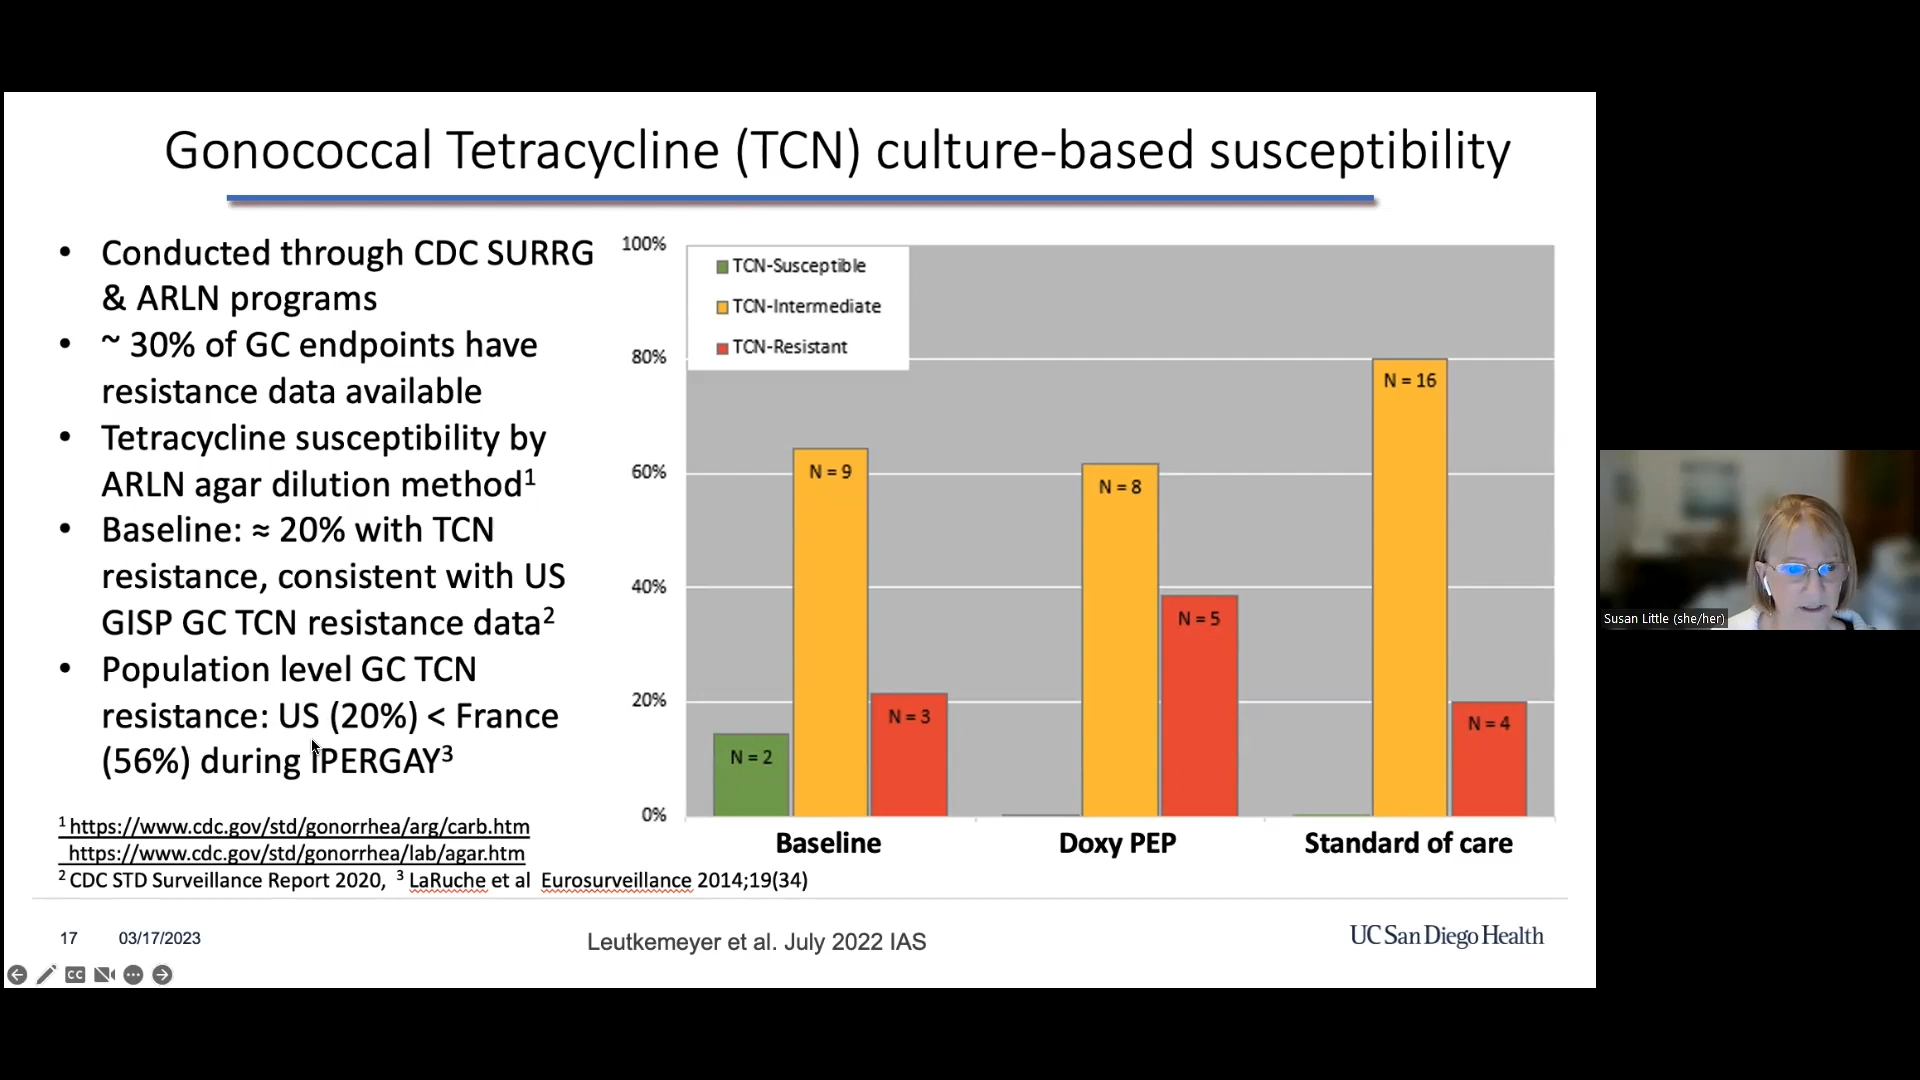 Gonococcal Tetracycline (TCN) culture-based susceptibility
• Conducted through CDC SURRG
& ARLN programs
• ~ 30% of GC endpoints have
resistance data available
• Tetracycline susceptibility by
ARLN agar dilution method¹
• Baseline: ≈ 20% with TCN
resistance, consistent with US
GISP GC TCN resistance data²
• Population level GC TCN
resistance: US (20%) < France
(56%) during IPERGAY³
100%
80%
60%
40%
20%
0%
TCN-Susceptible
TCN-Intermediate
TCN-Resistant
N = 2
N = 9
N = 3
N = 8
N = 5
N = 16
N = 4
Baseline
Doxy PEP
Standard of care
¹ https://www.cdc.gov/std/gonorrhea/arg/carb.htm
https://www.cdc.gov/std/gonorrhea/lab/agar.htm
² CDC STD Surveillance Report 2020, ³ LaRuche et al Eurosurveillance 2014;19(34)
17 03/17/2023
Leutkemeyer et al. July 2022 IAS
UC San Diego Health
CC
Susan Little (she/her)